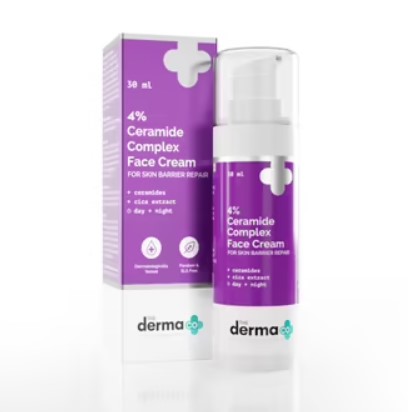 30 ml
4%
Ceramide
Complex
Face Cream
FOR SKIN BARRIER REPAIR
+ ceramides
+ cica extract
◊ day + night
Dermatologically
Tested
Paraben &
SLS Free
THE
derma co
30 ml
4%
Ceramide
Complex
Face Cream
FOR SKIN BARRIER REPAIR
+ ceramides
+ cica extract
◊ day + night
THE
derma co